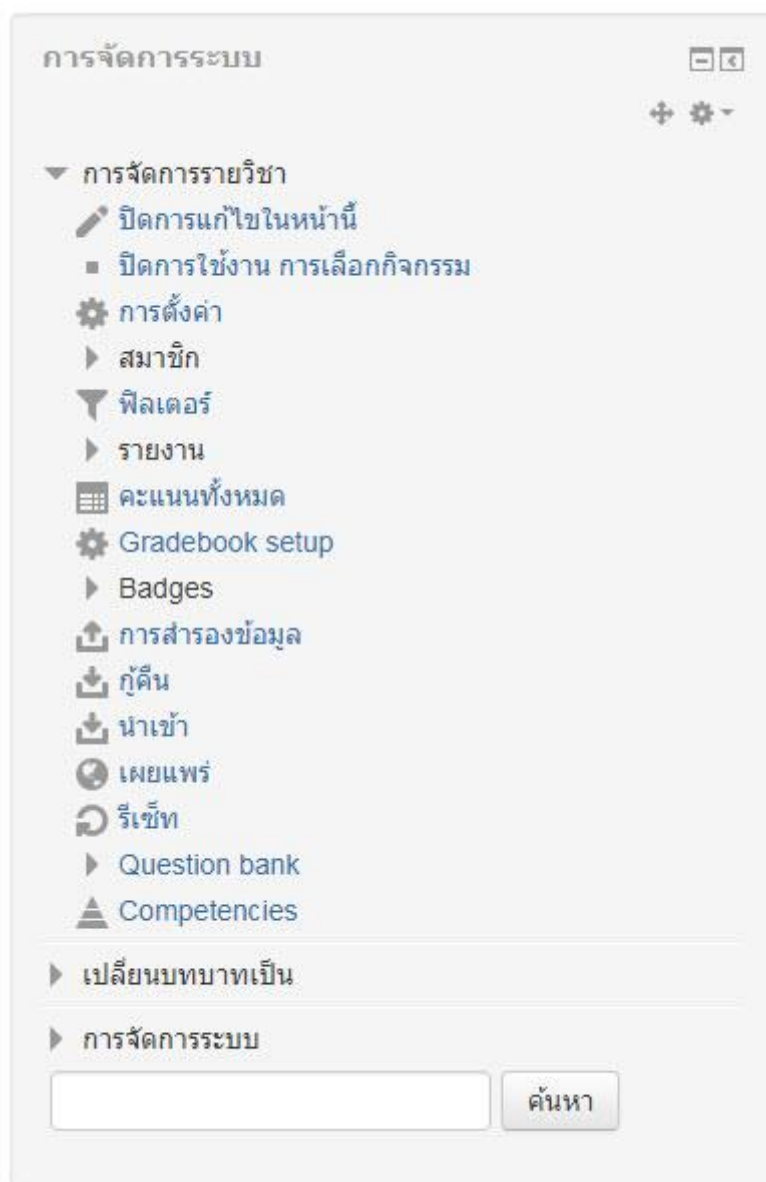 การจัดการระบบ
การจัดการรายวิชา
ปิดการแก้ไขในหน้านี้
ปิดการใช้งาน การเลือกกิจกรรม
การตั้งค่า
สมาชิก
ฟิลเตอร์
รายงาน
คะแนนทั้งหมด
Gradebook setup
Badges
การสำรองข้อมูล
กู้คืน
นำเข้า
เผยแพร่
รีเซ็ท
Question bank
Competencies
เปลี่ยนบทบาทเป็น
การจัดการระบบ
ค้นหา